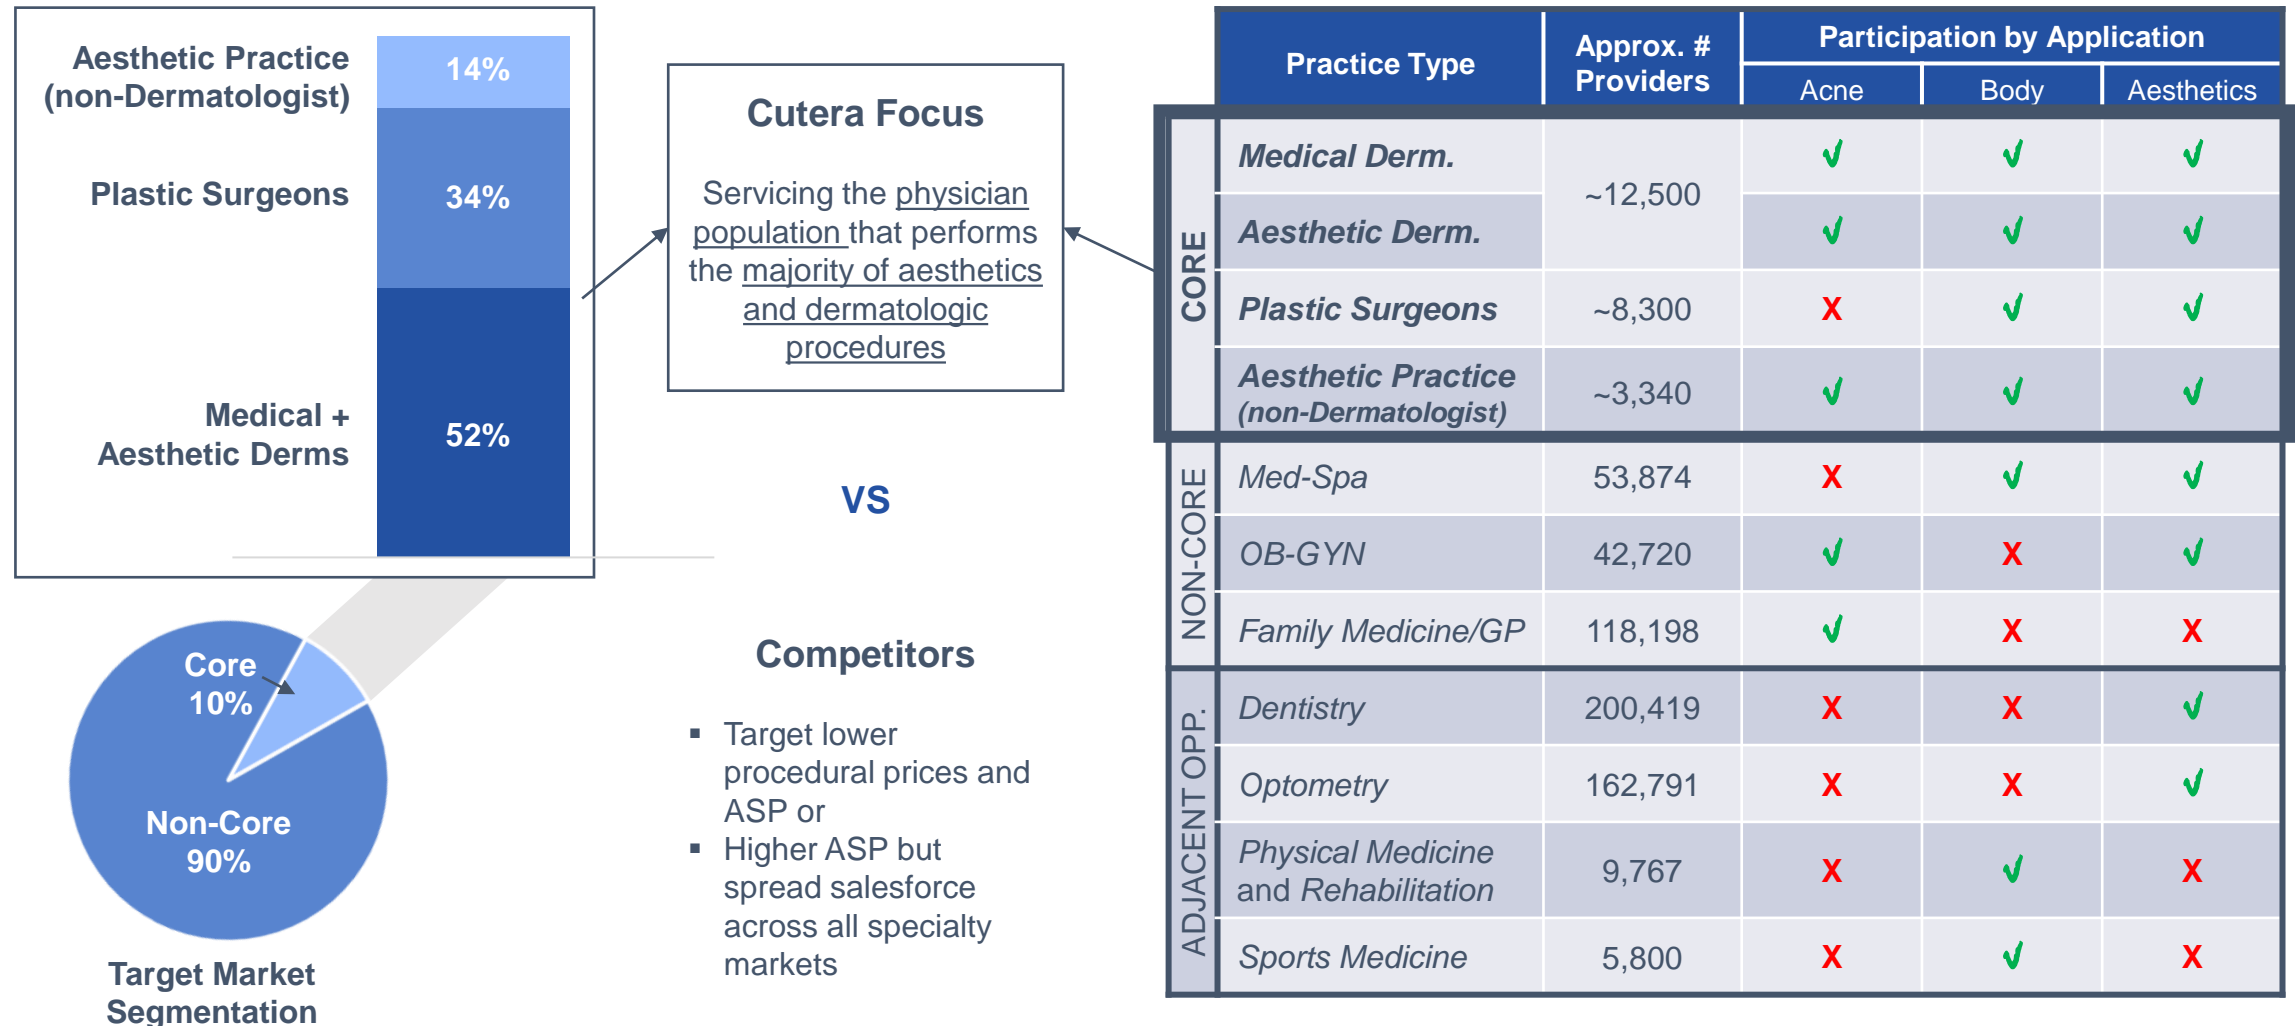 Aesthetic Practice
(non-Dermatologist)
14%
Plastic Surgeons
34%
Medical +
Aesthetic Derms
52%
Core
10%
Non-Core
90%
Target Market
Segmentation
Cutera Focus
Servicing the physician
population that performs
the majority of aesthetics
and dermatologic
procedures
VS
Competitors
▪ Target lower
procedural prices and
ASP or
▪ Higher ASP but
spread salesforce
across all specialty
markets
Practice Type
Approx. #
Providers
Participation by Application
Acne Body Aesthetics
CORE
Medical Derm. ✓ ✓ ✓
~12,500
Aesthetic Derm. ✓ ✓ ✓
Plastic Surgeons ~8,300 X ✓ ✓
Aesthetic Practice
(non-Dermatologist)
~3,340 ✓ ✓ ✓
NON-CORE
Med-Spa 53,874 X ✓ ✓
OB-GYN 42,720 ✓ X ✓
Family Medicine/GP 118,198 ✓ X X
ADJACENT OPP.
Dentistry 200,419 X X ✓
Optometry 162,791 X X ✓
Physical Medicine
and Rehabilitation
9,767 X ✓ X
Sports Medicine 5,800 X ✓ X